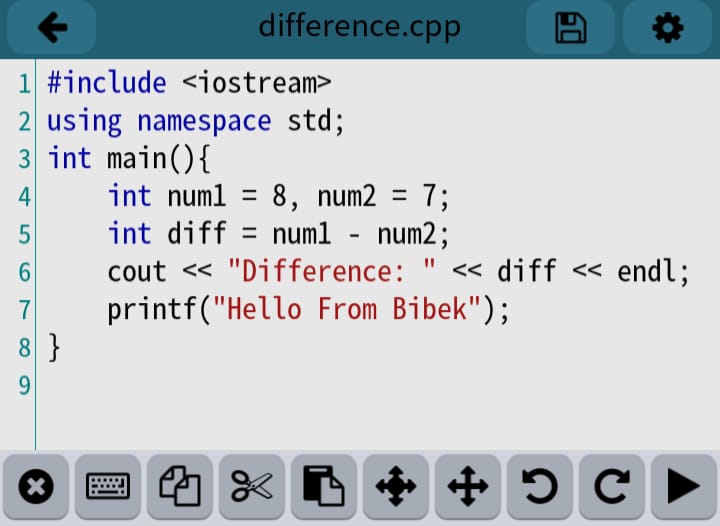 difference.cpp
1 #include <iostream>
2 using namespace std;
3 int main(){
4     int num1 = 8, num2 = 7;
5     int diff = num1 - num2;
6     cout << "Difference: " << diff << endl;
7     printf("Hello From Bibek");
8 }
9